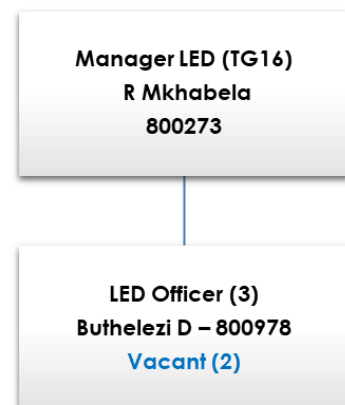 Manager LED (TG16)
R Mkhabela
800273
LED Officer (3)
Buthelezi D – 800978
Vacant (2)